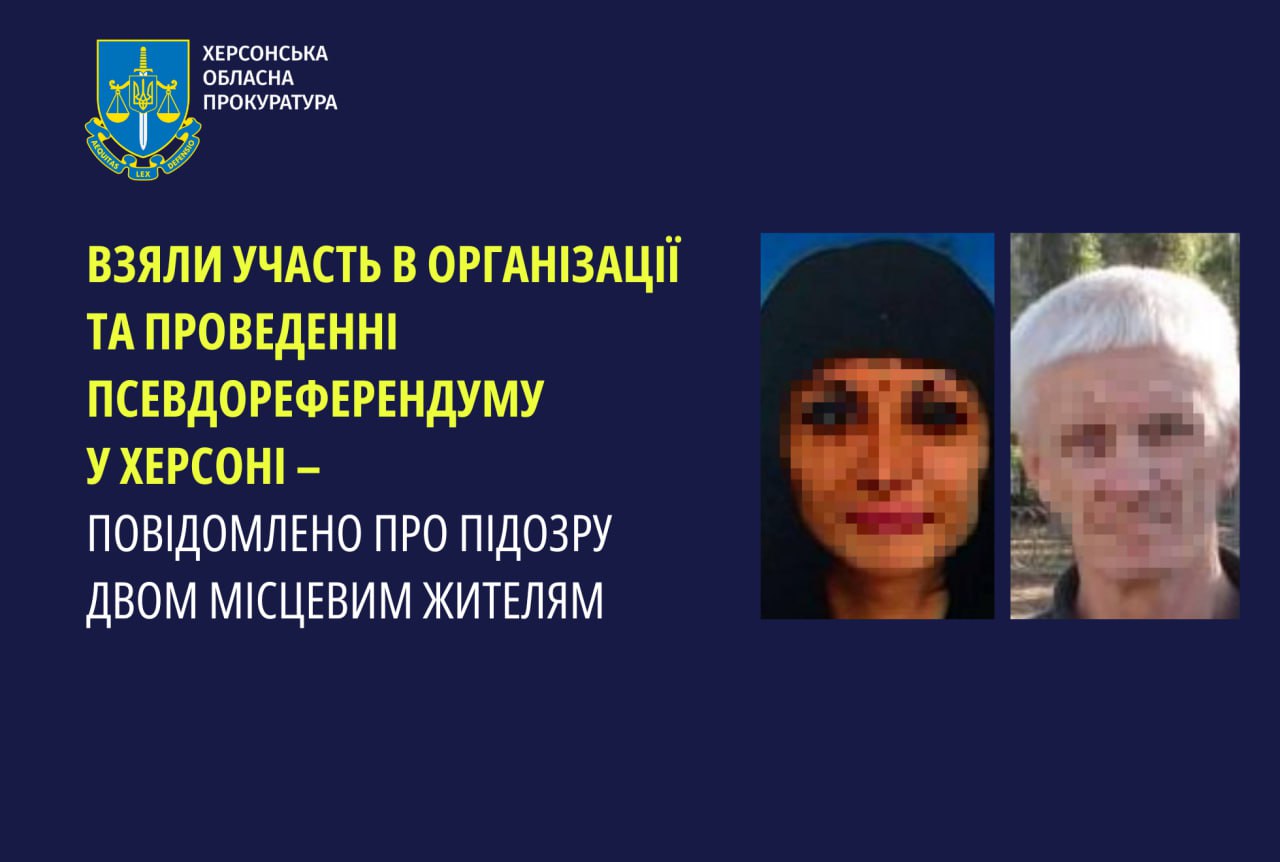 ХЕРСОНСЬКА
ОБЛАСНА
ПРОКУРАТУРА
AEQUITAS LEX DEFENSIO
ВЗЯЛИ УЧАСТЬ В ОРГАНІЗАЦІЇ
ТА ПРОВЕДЕННІ
ПСЕВДОРЕФЕРЕНДУМУ
У ХЕРСОНІ –
ПОВІДОМЛЕНО ПРО ПІДОЗРУ
ДВОМ МІСЦЕВИМ ЖИТЕЛЯМ